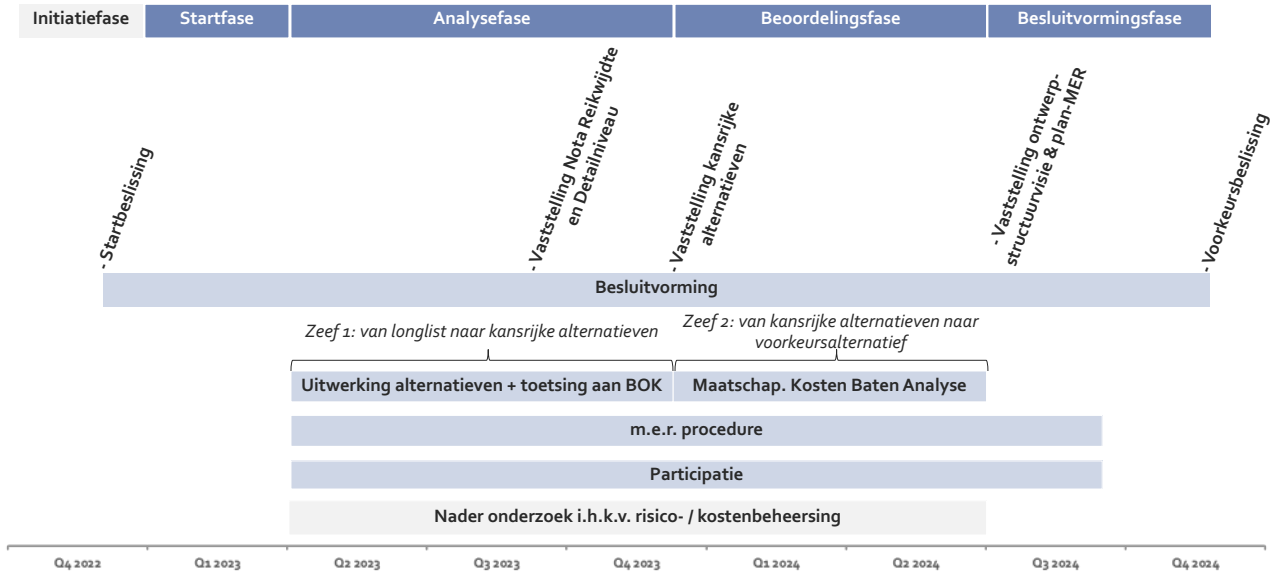 Initiatiefase
Startfase
Analysefase
Beoordelingsfase
Besluitvormingsfase
- Startbeslissing
- Vaststelling Nota Reikwijdte
en Detailniveau
- Vaststelling kansrijke
alternatieven
- Vaststelling ontwerp-
structuurvisie & plan-MER
- Voorkeursbeslissing
Besluitvorming
Zeef 1: van longlist naar kansrijke alternatieven
Zeef 2: van kansrijke alternatieven naar
voorkeursalternatief
Uitwerking alternatieven + toetsing aan BOK
Maatschap. Kosten Baten Analyse
m.e.r. procedure
Participatie
Nader onderzoek i.h.k.v. risico- / kostenbeheersing
Q4 2022
Q1 2023
Q2 2023
Q3 2023
Q4 2023
Q1 2024
Q2 2024
Q3 2024
Q4 2024